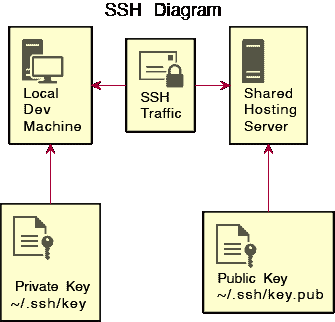 SSH Diagram
Local
Dev
Machine
SSH
Traffic
Shared
Hosting
Server
Private Key
~/.ssh/key
Public Key
~/.ssh/key.pub